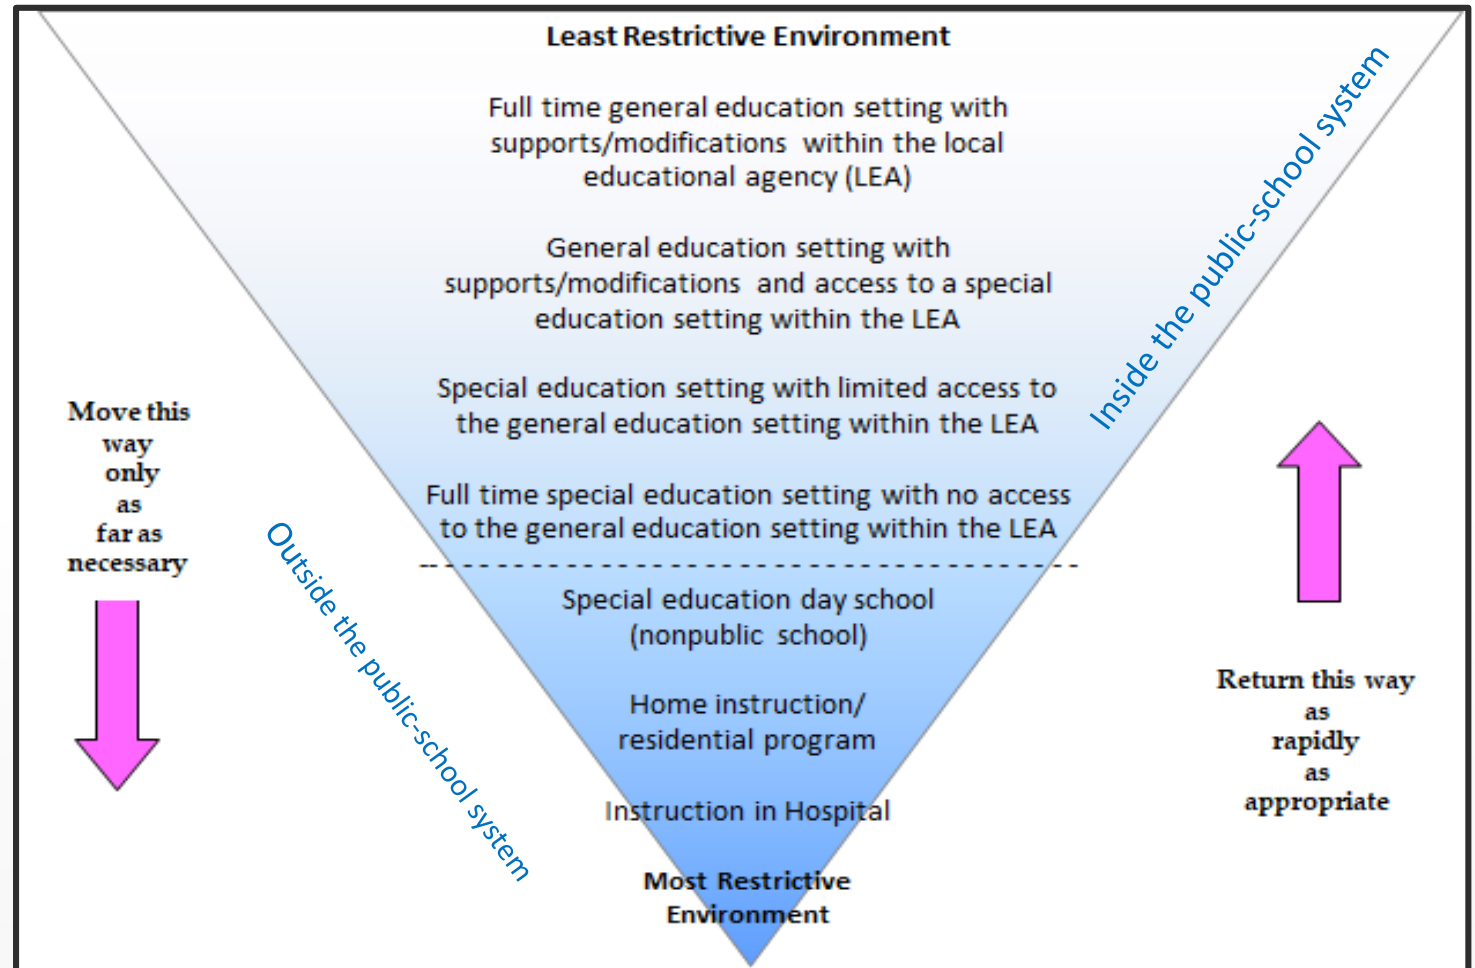 Least Restrictive Environment
Full time general education setting with
supports/modifications within the local
educational agency (LEA)
General education setting with
supports/modifications and access to a special
education setting within the LEA
Special education setting with limited access to
the general education setting within the LEA
Full time special education setting with no access
to the general education setting within the LEA
Special education day school
(nonpublic school)
Home instruction/
residential program
Instruction in Hospital
Most Restrictive
Environment
Move this
way
only
as
far as
necessary
Outside the public-school system
Inside the public-school system
Return this way
as
rapidly
as
appropriate